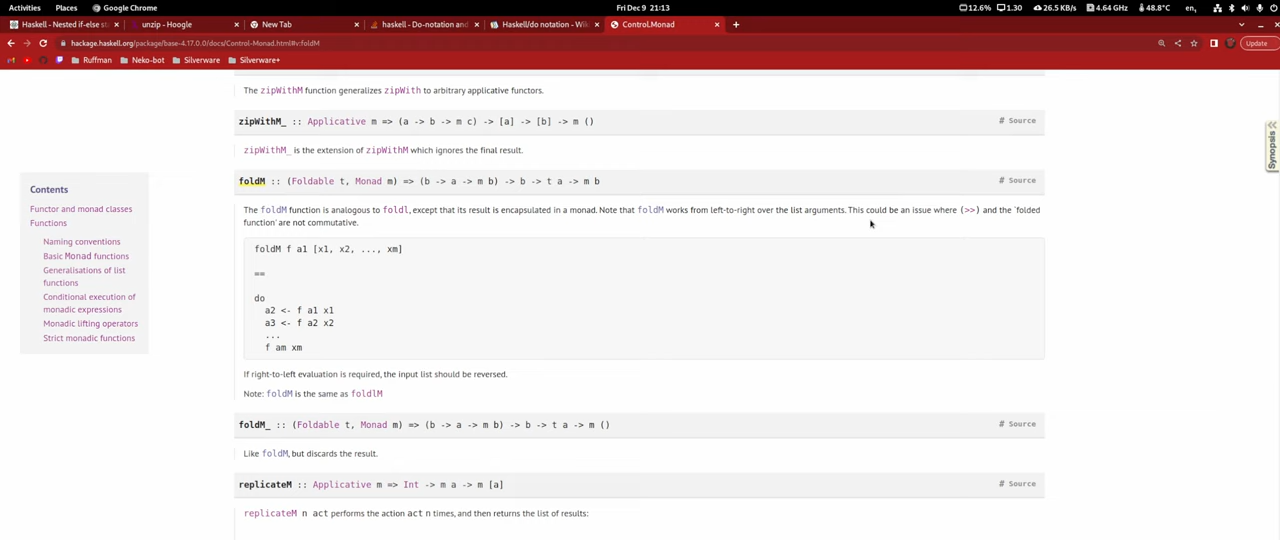 Activities Places Google Chrome Fri Dec 9 21:13 12.6% 1.30 26.5 KB/s 4.64 GHz 48.8°C en,
Haskell - Nested if-else st unzip - Hoogle New Tab haskell - Do-notation and Haskell/do notation - Wik Control.Monad
hackage.haskell.org/package/base-4.17.0.0/docs/Control-Monad.html#v:foldM Update
Ruffman Neko-bot Silverware Silverware+
The zipWithM function generalizes zipWith to arbitrary applicative functors.
zipWithM_ :: Applicative m => (a -> b -> m c) -> [a] -> [b] -> m () # Source
zipWithM_ is the extension of zipWithM which ignores the final result.
foldM :: (Foldable t, Monad m) => (b -> a -> m b) -> b -> t a -> m b # Source
The foldM function is analogous to foldl, except that its result is encapsulated in a monad. Note that foldM works from left-to-right over the list arguments. This could be an issue where (>>) and the `folded
function' are not commutative.
foldM f a1 [x1, x2, ..., xm]
==
do
a2 <- f a1 x1
a3 <- f a2 x2
...
f am xm
If right-to-left evaluation is required, the input list should be reversed.
Note: foldM is the same as foldlM
foldM_ :: (Foldable t, Monad m) => (b -> a -> m b) -> b -> t a -> m () # Source
Like foldM, but discards the result.
replicateM :: Applicative m => Int -> m a -> m [a] # Source
replicateM n act performs the action act n times, and then returns the list of results:
Contents
Functor and monad classes
Functions
Naming conventions
Basic Monad functions
Generalisations of list
functions
Conditional execution of
monadic expressions
Monadic lifting operators
Strict monadic functions
Synopsis